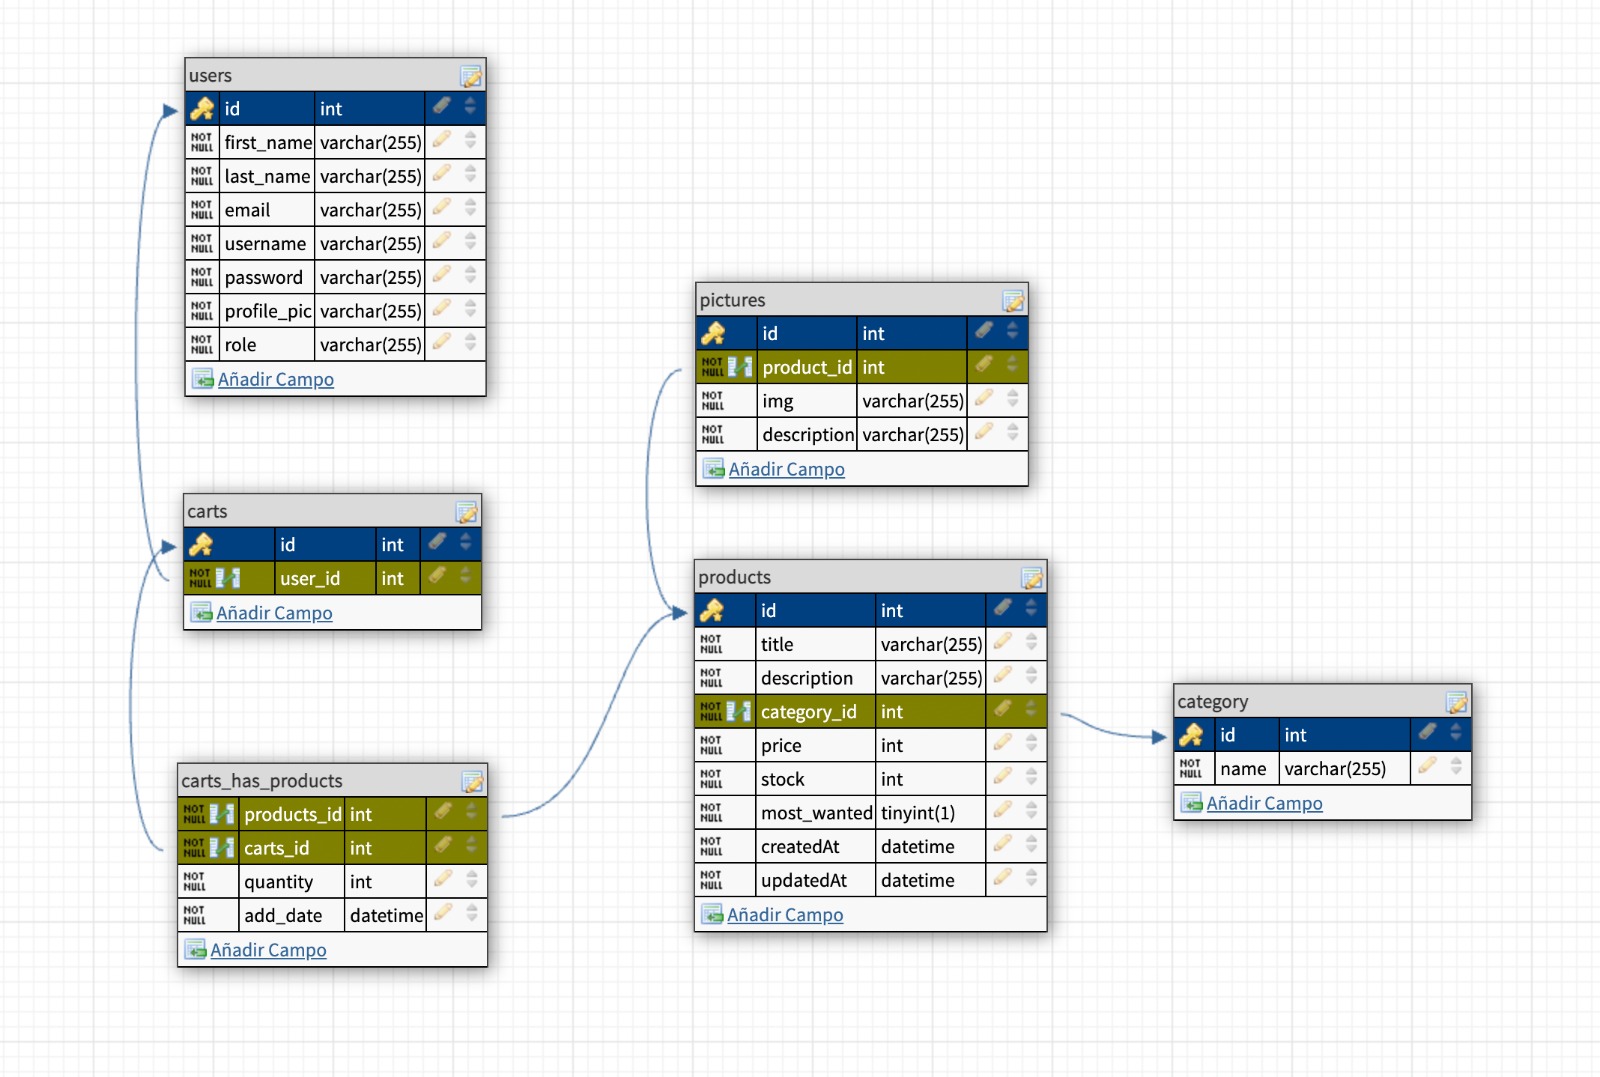 users
id int
NOT NULL first_name varchar(255)
NOT NULL last_name varchar(255)
NOT NULL email varchar(255)
NOT NULL username varchar(255)
NOT NULL password varchar(255)
NOT NULL profile_pic varchar(255)
NOT NULL role varchar(255)
Añadir Campo
carts
id int
NOT NULL user_id int
Añadir Campo
carts_has_products
NOT NULL products_id int
NOT NULL carts_id int
NOT NULL quantity int
NOT NULL add_date datetime
Añadir Campo
pictures
id int
NOT NULL product_id int
NOT NULL img varchar(255)
NOT NULL description varchar(255)
Añadir Campo
products
id int
NOT NULL title varchar(255)
NOT NULL description varchar(255)
NOT NULL category_id int
NOT NULL price int
NOT NULL stock int
NOT NULL most_wanted tinyint(1)
NOT NULL createdAt datetime
NOT NULL updatedAt datetime
Añadir Campo
category
id int
NOT NULL name varchar(255)
Añadir Campo